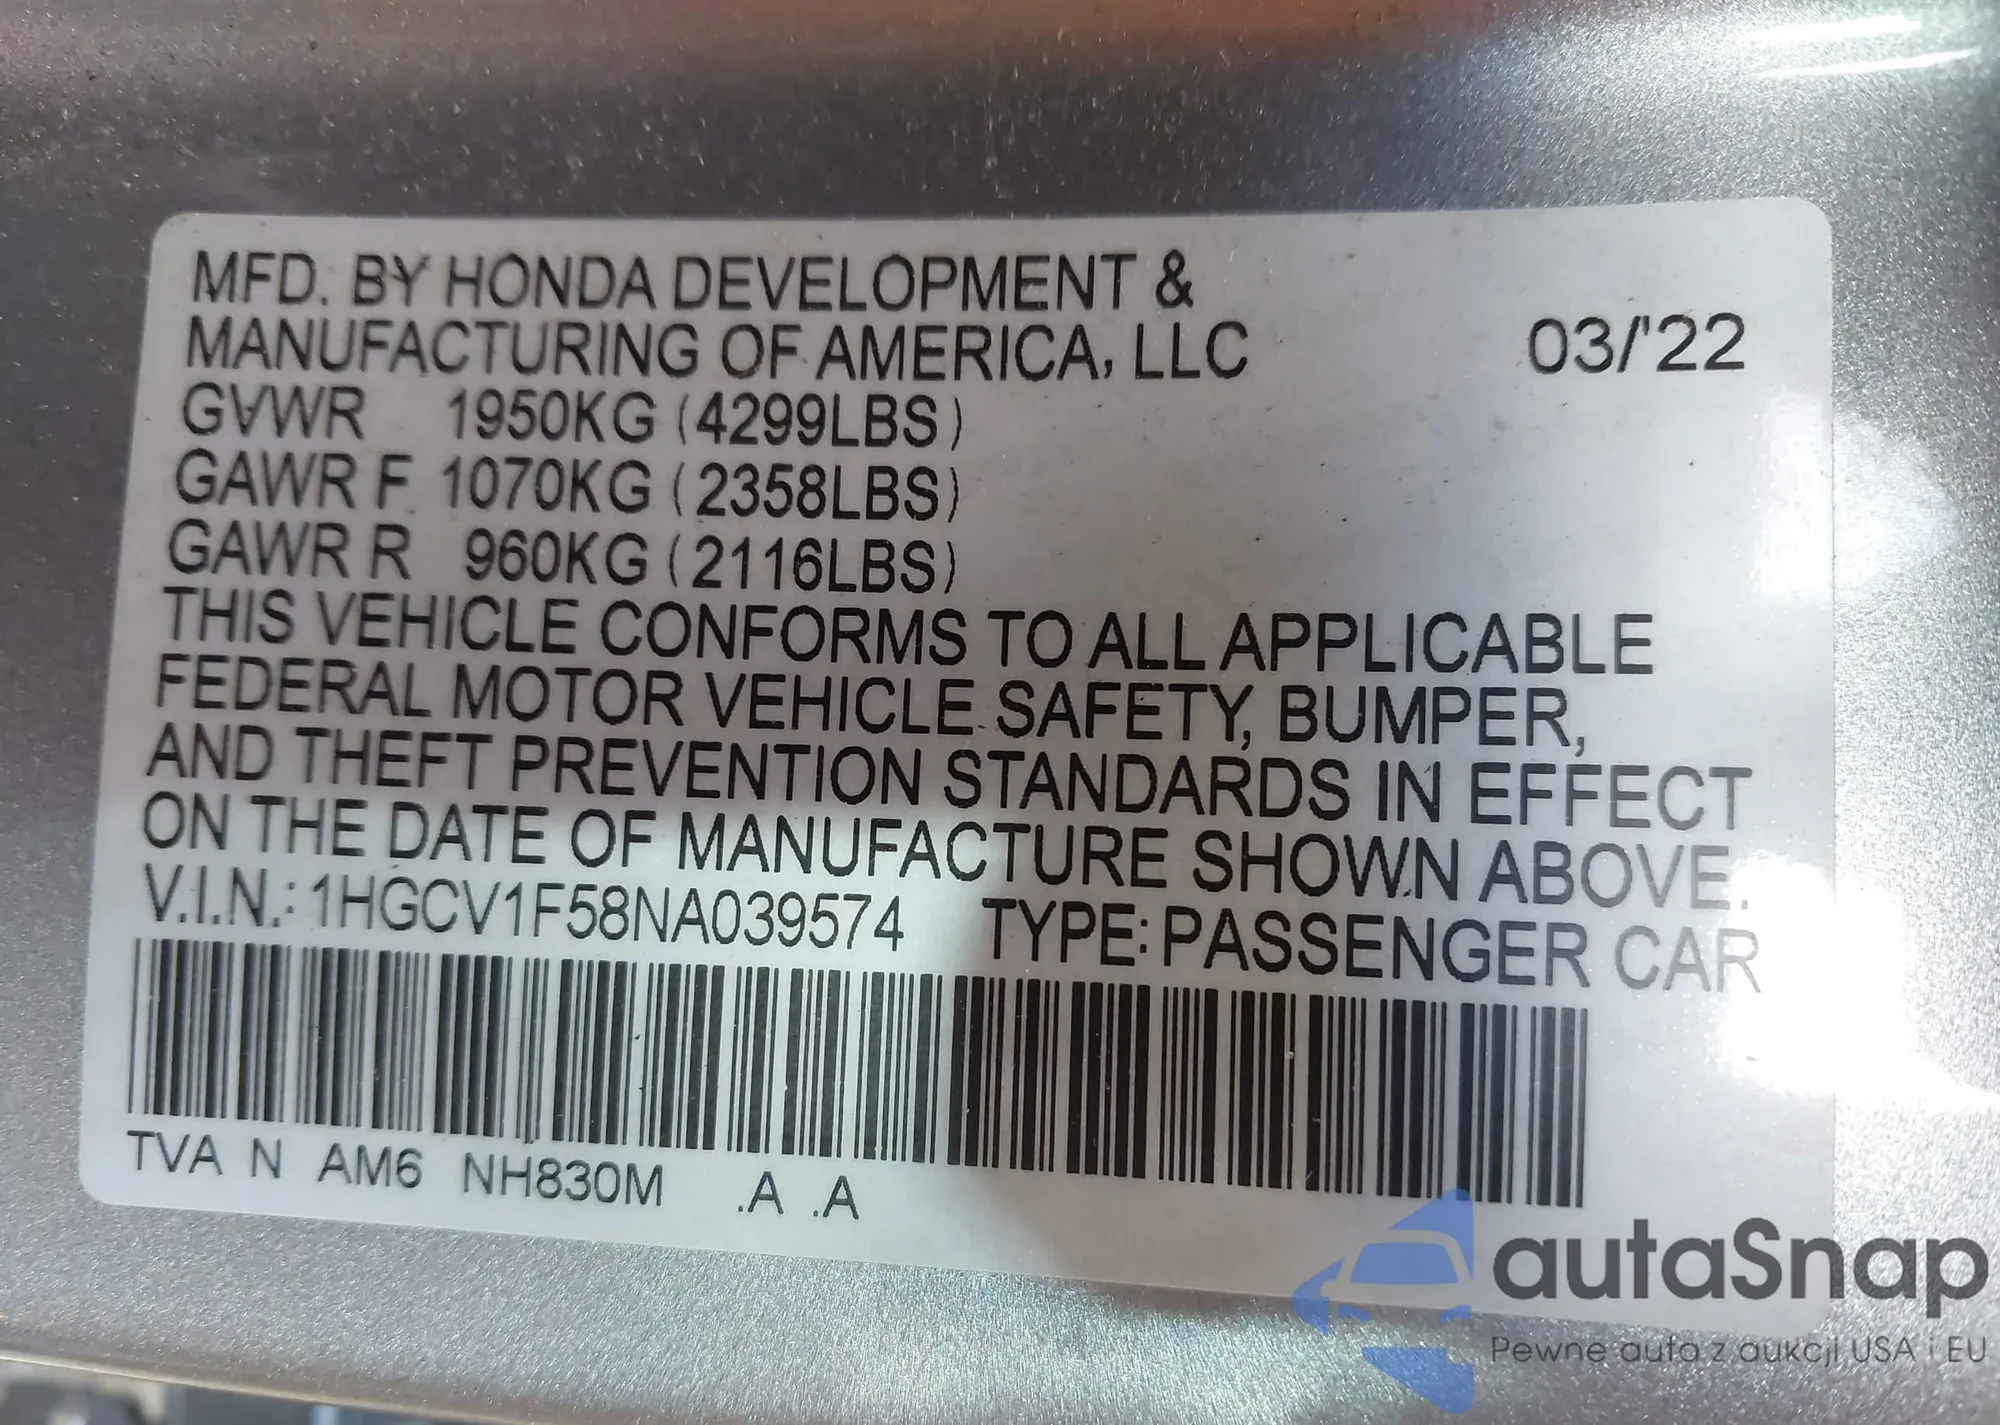 MFD. BY HONDA DEVELOPMENT &
MANUFACTURING OF AMERICA, LLC 03/'22
GVWR 1950KG (4299LBS)
GAWR F 1070KG (2358LBS)
GAWR R 960KG (2116LBS)
THIS VEHICLE CONFORMS TO ALL APPLICABLE
FEDERAL MOTOR VEHICLE SAFETY, BUMPER,
AND THEFT PREVENTION STANDARDS IN EFFECT
ON THE DATE OF MANUFACTURE SHOWN ABOVE.
V.I.N.: 1HGCV1F58NA039574 TYPE: PASSENGER CAR
TVA N AM6 NH830M .A .A
autaSnap
Pewne auta z aukcji USA i EU